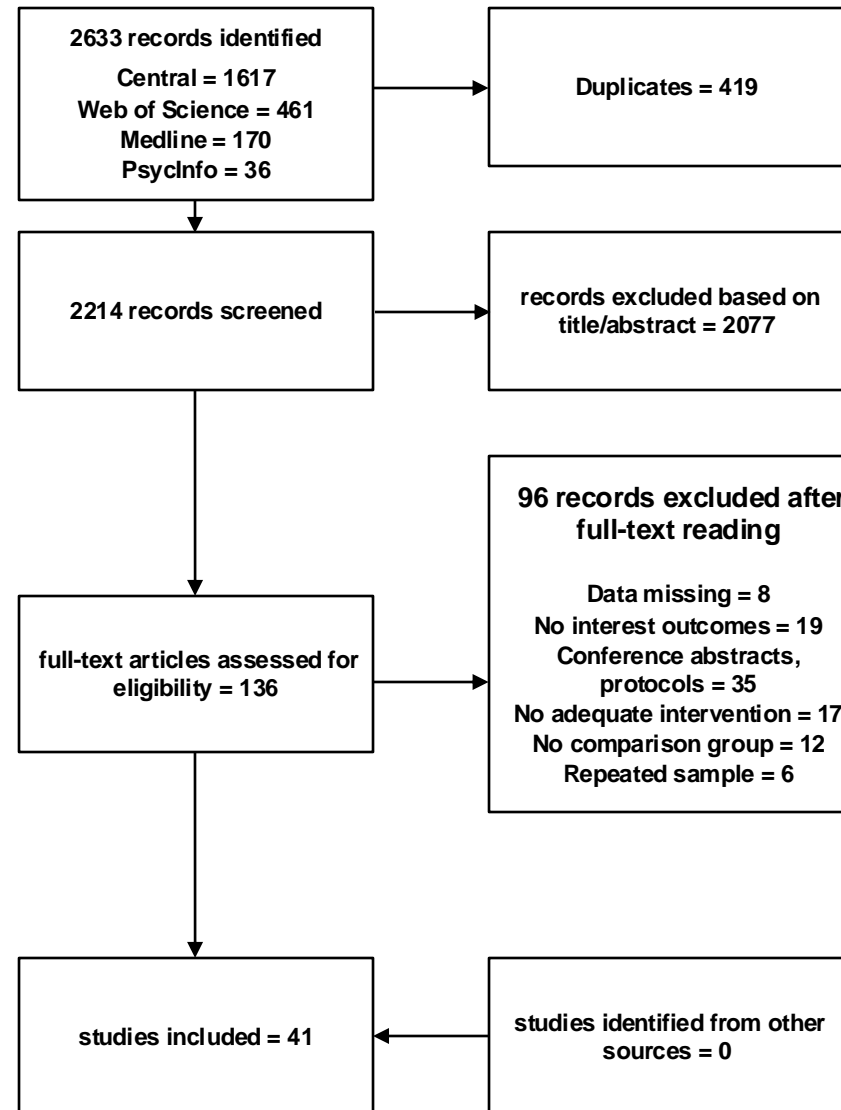 2633 records identified
Central = 1617
Web of Science = 461
Medline = 170
PsycInfo = 36
Duplicates = 419
2214 records screened
records excluded based on
title/abstract = 2077
96 records excluded after
full-text reading
Data missing = 8
No interest outcomes = 19
Conference abstracts,
protocols = 35
No adequate intervention = 17
No comparison group = 12
Repeated sample = 6
full-text articles assessed for
eligibility = 136
studies included = 41
studies identified from other
sources = 0